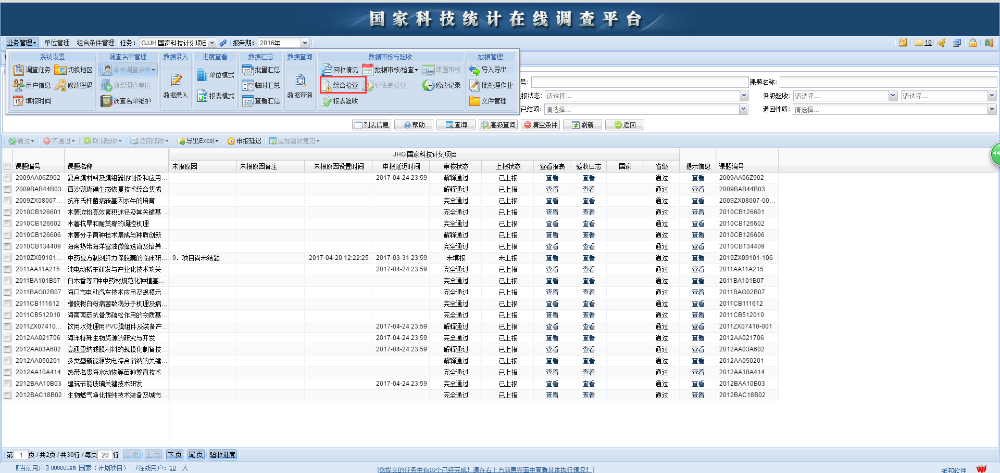 国家科技统计在线调查平台
业务管理 单位管理 组合条件管理 任务: GJJH 国家科技计划项目 报告期: 2016年 10
系统设置 调查名单管理 数据录入 进度查看 数据汇总 数据查询 数据审核与验收 数据管理
调查任务 切换地区 本年调查名单 单位模式 批量汇总 回收情况 数据审核/检查 课题审核 导入导出
用户信息 修改密码 新增调查单位 数据录入 临时汇总 数据查询 综合检查 评估表检查 修改记录 批处理作业
填报时间 调查名单维护 报表模式 查看汇总 报表验收 文件管理
号: 课题名称:
上报状态: 请选择... 各级验收: 请选择... 请选择...
已结项: 请选择... 退回性质: 请选择...
列表信息 帮助 查询 高级查询 清空条件 刷新 返回
通过 不通过 取消验收 返回修改 导出Excel 申报延迟 追加验收意见
44
JHG国家科技计划项目
课题编号 课题名称 未报原因 未报原因备注 未报原因设置时间 申报延迟时间 审核状态 上报状态 查看报表 验收日志 国家 省级 提示信息 课题编号
2009AA06Z902 复合膜材料及膜组器的制备和应用... 2017-04-24 23:59 解释通过 已上报 查看 查看 通过 查看 2009AA06Z902
2009BAB44B03 西沙珊瑚礁生态恢复技术综合集成... 解释通过 已上报 查看 查看 通过 查看 2009BAB44B03
2009ZX08007... 抗布氏杆菌病转基因水牛的培育 完全通过 已上报 查看 查看 通过 查看 2009ZX08007-00...
2010CB126601 木薯淀粉高效累积途径及其关键基... 完全通过 已上报 查看 查看 通过 查看 2010CB126601
2010CB126602 木薯抗旱和耐贫瘠的调控机理 完全通过 已上报 查看 查看 通过 查看 2010CB126602
2010CB126606 木薯分子育种技术集成与种质创新 解释通过 已上报 查看 查看 通过 查看 2010CB126606
2010CB134409 海南热带海洋富油微藻选育及培养... 完全通过 已上报 查看 查看 通过 查看 2010CB134409
2010ZX09101... 中药复方制剂肝力保胶囊的临床研... 9. 项目尚未结题 2017-04-20 12:22:25 2017-03-31 23:59 未填报 未上报 查看 查看 通过 查看 2010ZX09101-106
2011AA11A215 纯电动轿车研发与产业化技术攻关 2017-04-24 23:59 完全通过 已上报 查看 查看 通过 查看 2011AA11A215
2011BA101B07 白木香等7种中药材规范化种植基... 完全通过 已上报 查看 查看 通过 查看 2011BA101B07
2011BAG02B07 海口市电动汽车技术应用及规模示... 完全通过 已上报 查看 查看 通过 查看 2011BAG02B07
2011CB111612 橡胶树白粉病菌致病分子机理及病... 完全通过 已上报 查看 查看 通过 查看 2011CB111612
2011CB512010 海南南药抗骨质疏松作用的物质基... 完全通过 已上报 查看 查看 通过 查看 2011CB512010
2011ZX07410... 饮用水处理用PVC膜组件及装备产... 2017-04-24 23:59 解释通过 已上报 查看 查看 通过 查看 2011ZX07410-001
2012AA021706 海洋特殊生物资源的研究与开发 2017-04-24 23:59 完全通过 已上报 查看 查看 通过 查看 2012AA021706
2012AA03A602 高通量纳滤膜材料的规模化制备技... 2017-04-24 23:59 解释通过 已上报 查看 查看 通过 查看 2012AA03A602
2012AA050201 多类型新能源发电综合消纳的关键... 解释通过 已上报 查看 查看 通过 查看 2012AA050201
2012AA10A414 热带名贵海水动物等苗种繁育技术 完全通过 已上报 查看 查看 通过 查看 2012AA10A414
2012BAA10B03 建筑节能玻璃关键技术研发 2017-04-24 23:59 完全通过 已上报 查看 查看 通过 查看 2012BAA10B03
2012BAC18B02 生物燃气净化提纯技术装备及城市... 完全通过 已上报 查看 查看 通过 查看 2012BAC18B02
第 1 页 / 共2页 / 共30行 / 每页 20 行 首页 上页 下页 尾页 验收进度
〖当前用户〗000000XM 国家（计划项目） /在线用户: 10 人 |您提交的任务中有10个已经完成! 请在右上方消息界面中查看具体执行情况! | 维邦软件